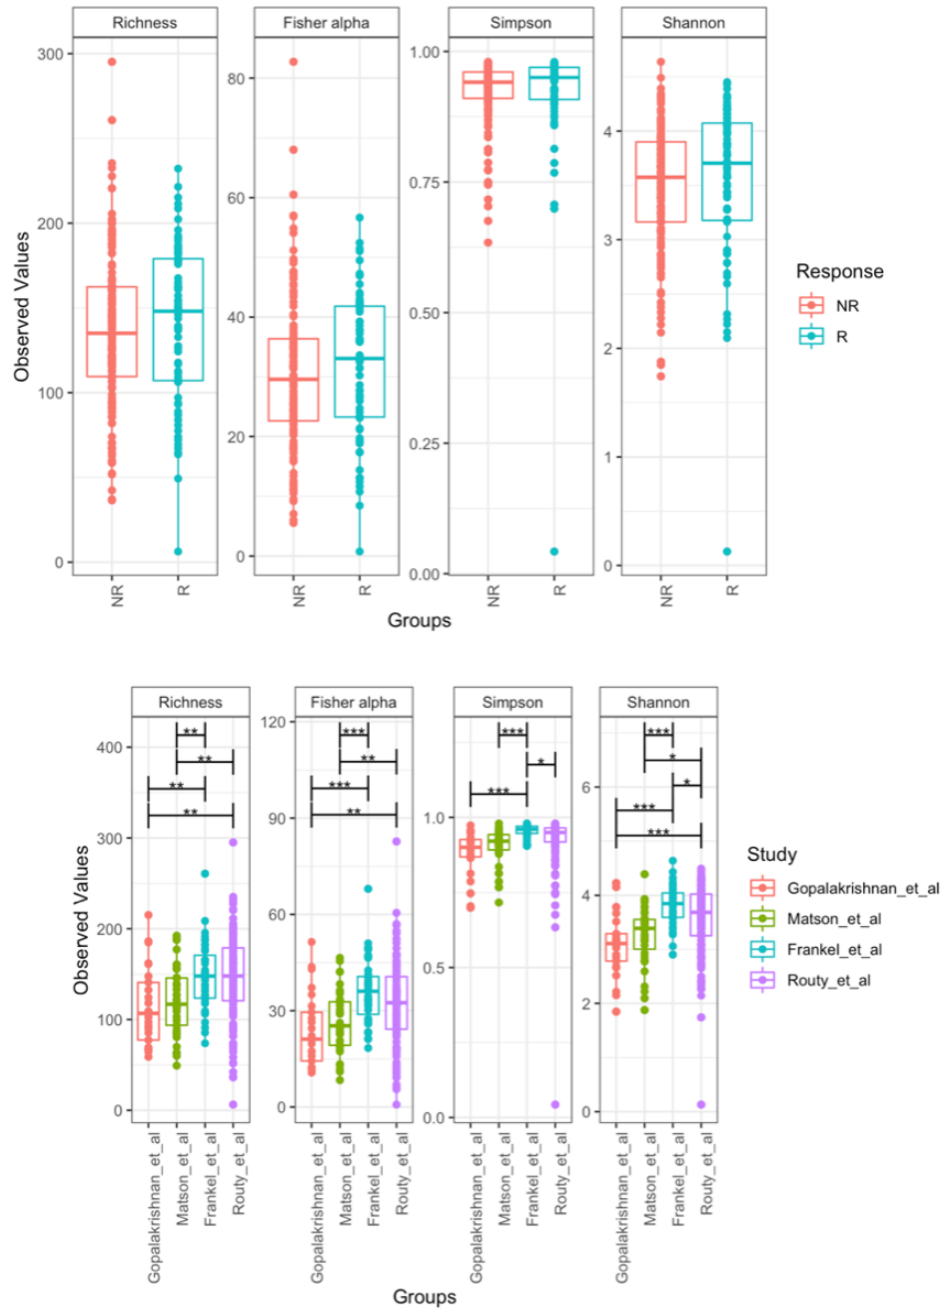 Richness Fisher alpha Simpson Shannon
Observed Values
300
200
100
0
80
60
40
20
0
1.00
0.75
0.50
0.25
0.00
4
3
2
1
0
NR R NR R NR R NR R
Groups
Response
NR
R
Richness Fisher alpha Simpson Shannon
Observed Values
400
300
200
100
0
** 
**
**
**
120
90
60
30
0
***
**
***
**
1.0
0.5
0.0
***
*
***
6
4
2
0
***
*
*
***
***
Gopalakrishnan_et_al Matson_et_al Frankel_et_al Routy_et_al
Gopalakrishnan_et_al Matson_et_al Frankel_et_al Routy_et_al
Gopalakrishnan_et_al Matson_et_al Frankel_et_al Routy_et_al
Gopalakrishnan_et_al Matson_et_al Frankel_et_al Routy_et_al
Groups
Study
Gopalakrishnan_et_al
Matson_et_al
Frankel_et_al
Routy_et_al